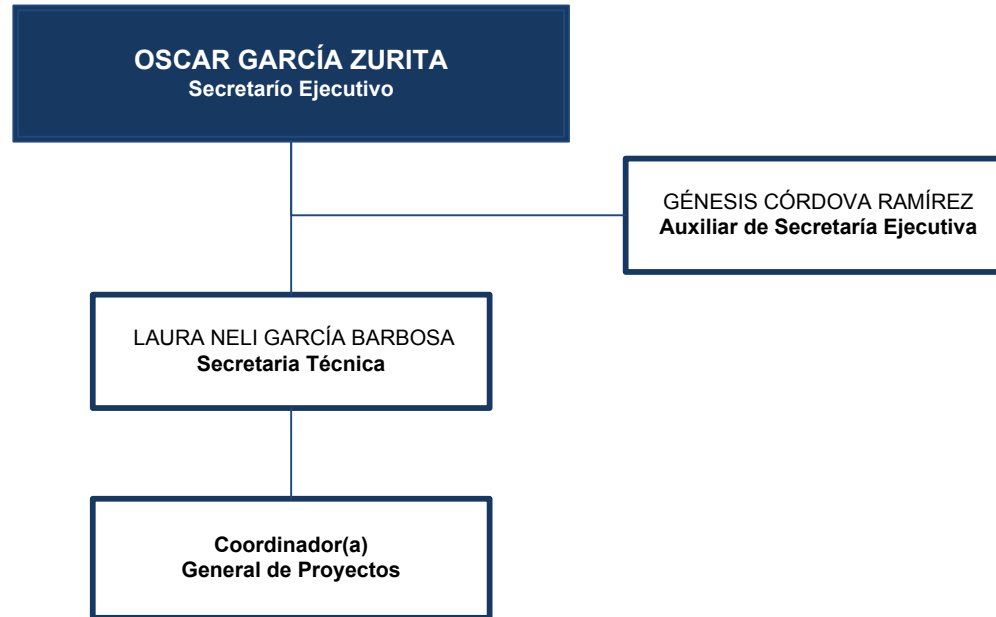 OSCAR GARCÍA ZURITA
Secretarío Ejecutivo
GÉNESIS CÓRDOVA RAMÍREZ
Auxiliar de Secretaría Ejecutiva
LAURA NELI GARCÍA BARBOSA
Secretaria Técnica
Coordinador(a)
General de Proyectos